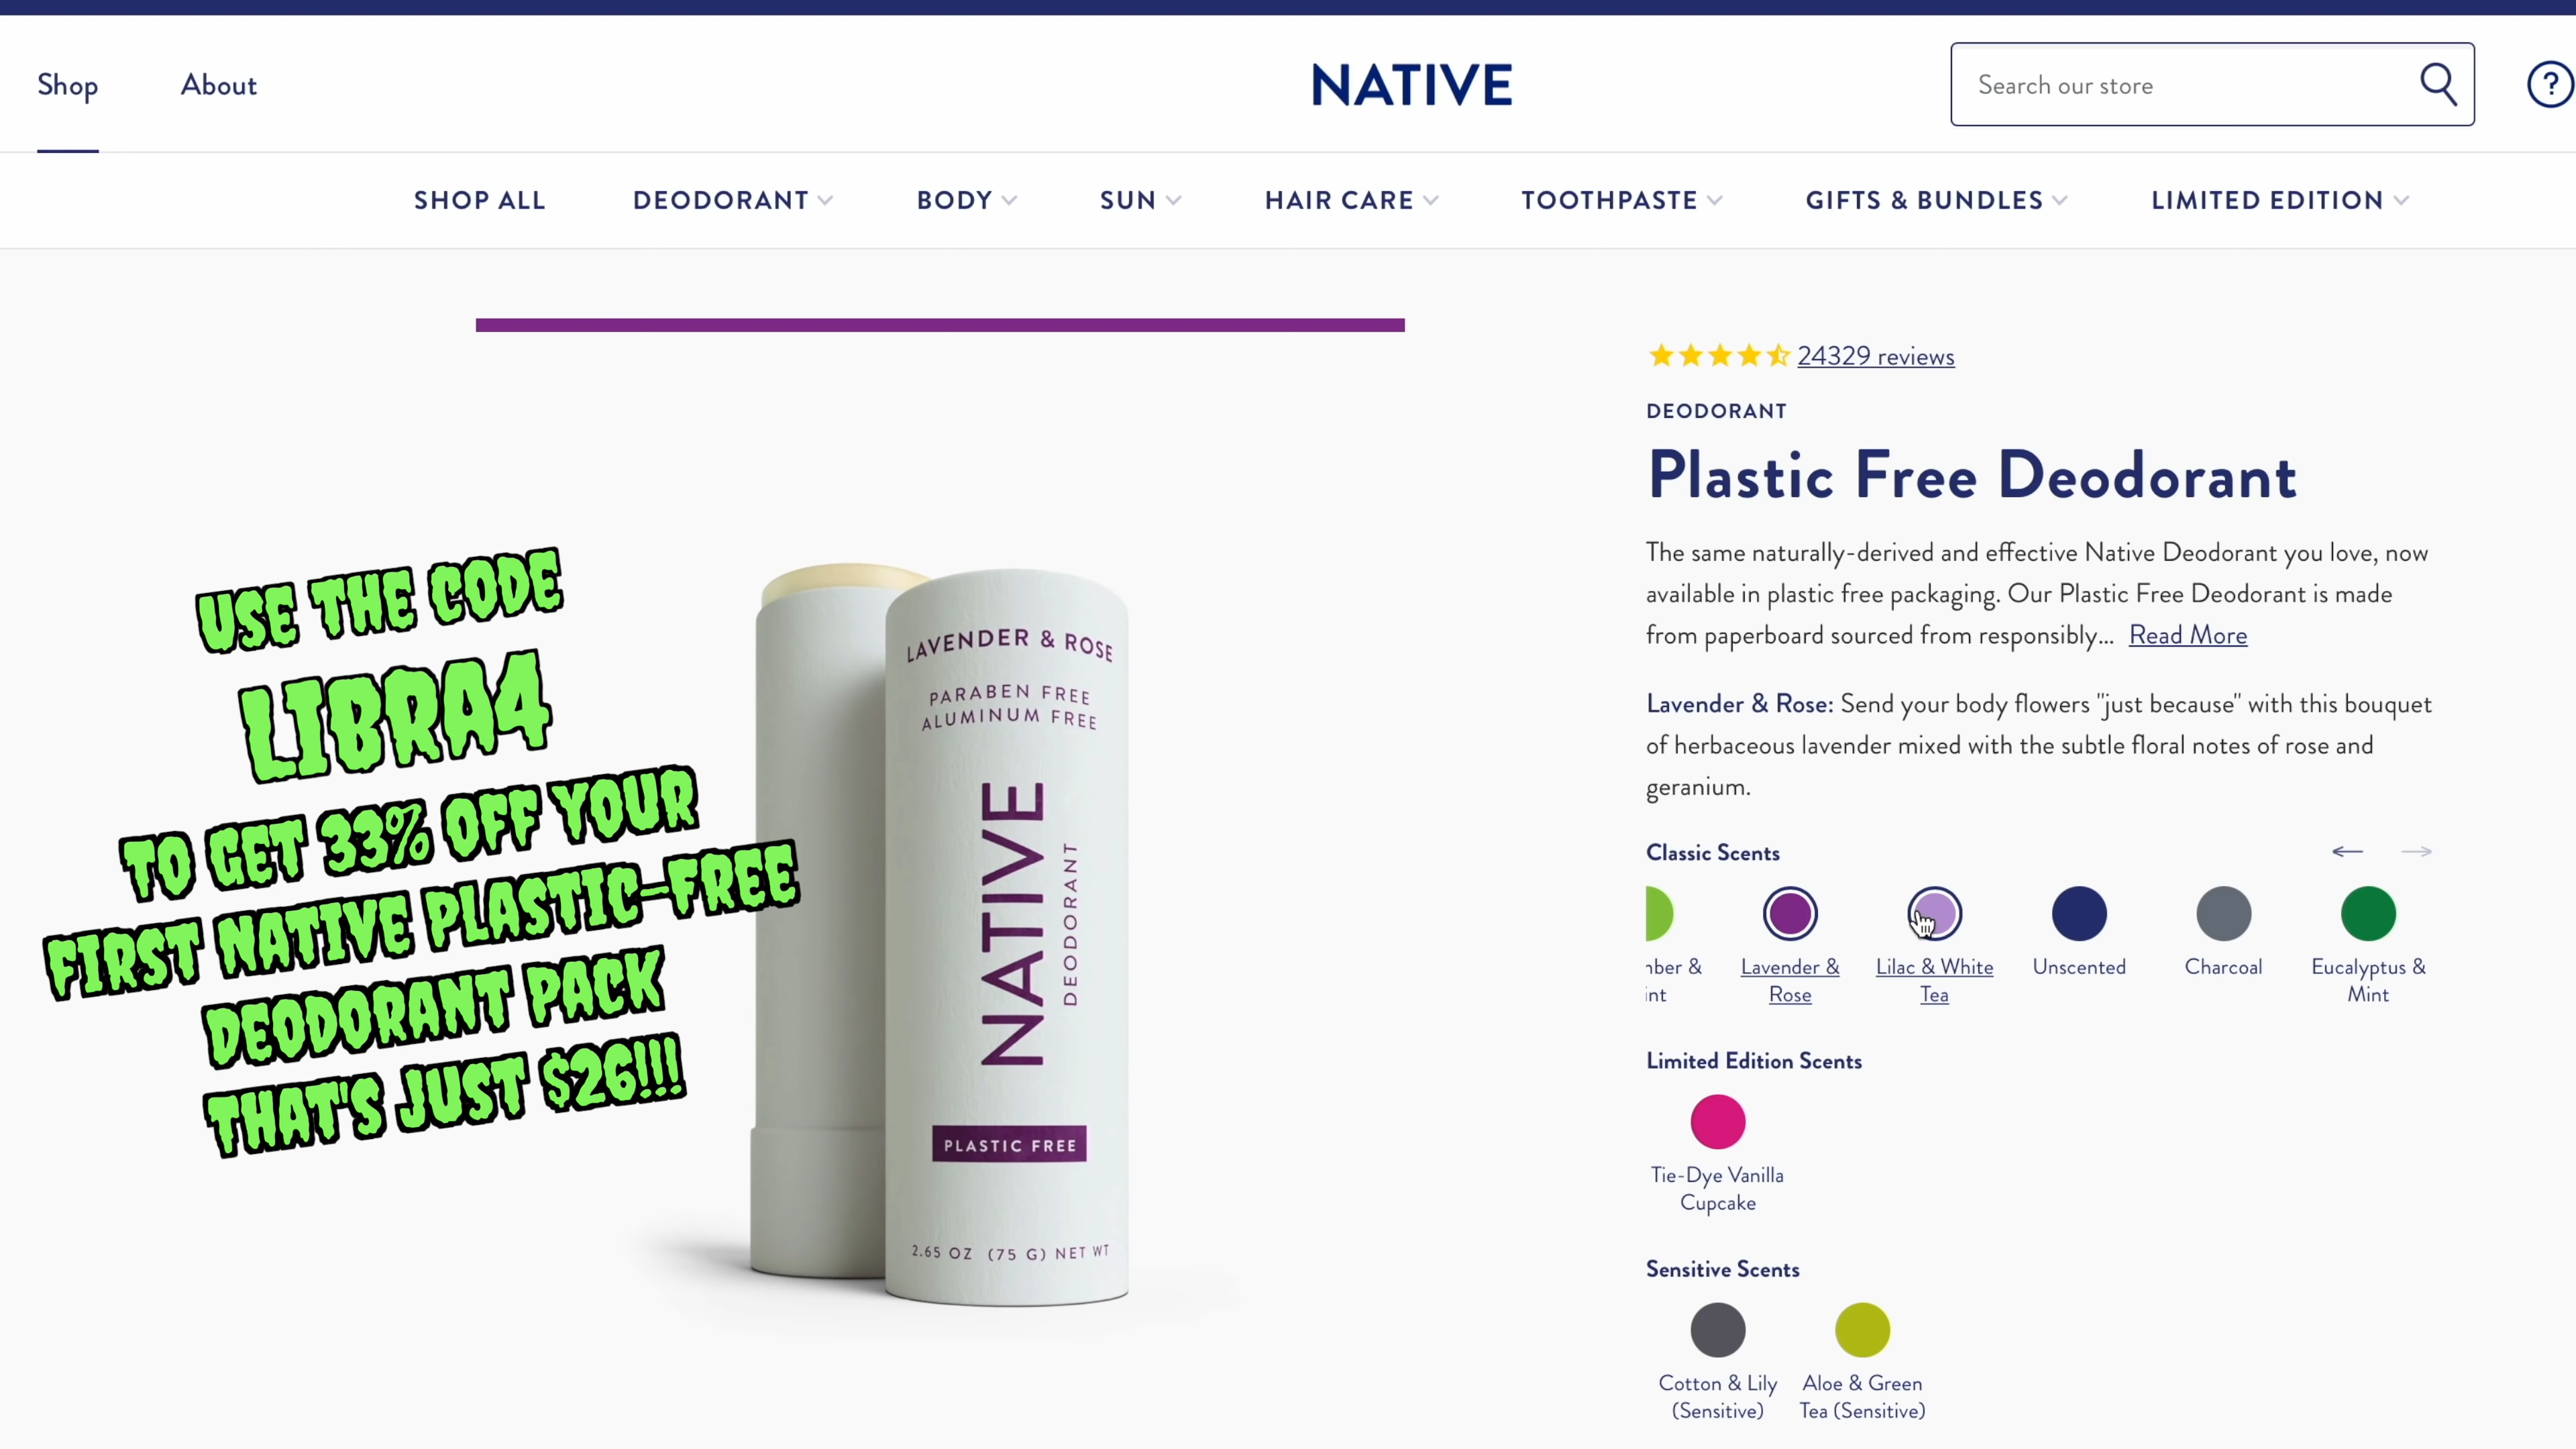 Shop
About
NATIVE
Search our store
?
SHOP ALL
DEODORANT
BODY
SUN
HAIR CARE
TOOTHPASTE
GIFTS & BUNDLES
LIMITED EDITION
24329 reviews
DEODORANT
Plastic Free Deodorant
The same naturally-derived and effective Native Deodorant you love, now
available in plastic free packaging. Our Plastic Free Deodorant is made
from paperboard sourced from responsibly... Read More
Lavender & Rose: Send your body flowers "just because" with this bouquet
of herbaceous lavender mixed with the subtle floral notes of rose and
geranium.
Classic Scents
nber &
int
Lavender &
Rose
Lilac & White
Tea
Unscented
Charcoal
Eucalyptus &
Mint
Limited Edition Scents
Tie-Dye Vanilla
Cupcake
Sensitive Scents
Cotton & Lily
(Sensitive)
Aloe & Green
Tea (Sensitive)
USE THE CODE
LIBRA4
TO GET 33% OFF YOUR
FIRST NATIVE PLASTIC-FREE
DEODORANT PACK
THAT'S JUST $26!!!
LAVENDER & ROSE
PARABEN FREE
ALUMINUM FREE
NATIVE
DEODORANT
PLASTIC FREE
2.65 OZ (75 G) NET WT